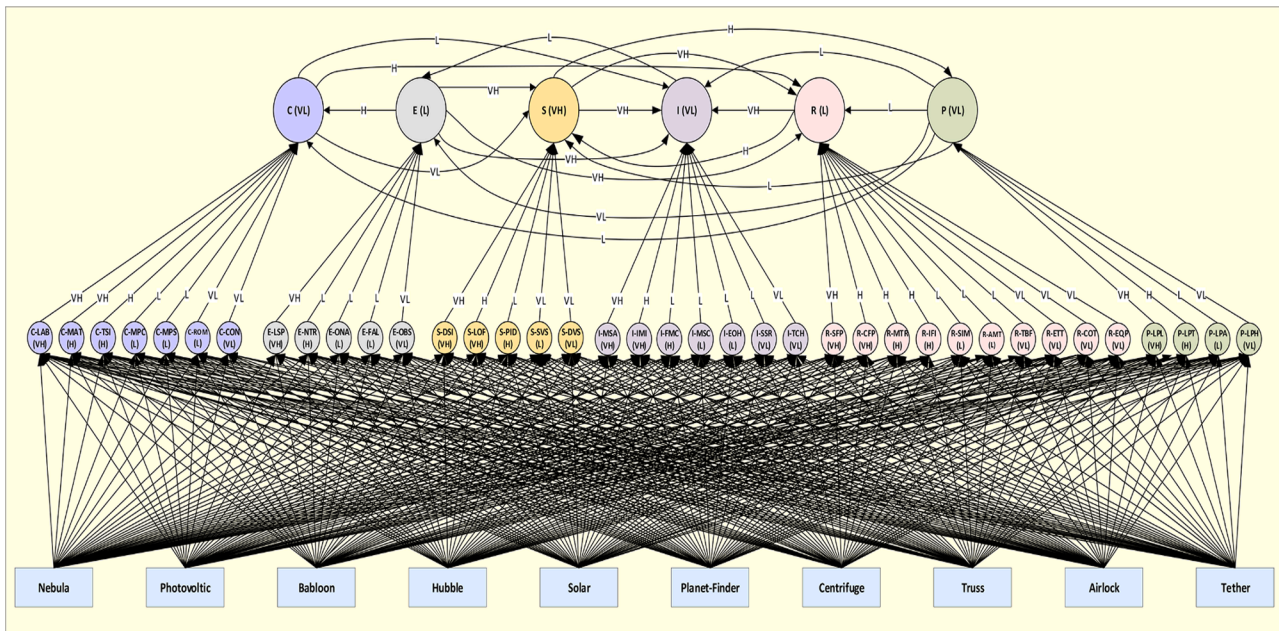 L
H
L
VH
L
H
VH
C (VL)
H
E (L)
S (VH)
VH
I (VL)
VH
R (L)
L
P (VL)
VL
VH
VH
H
L
VL
L
VH VH H L L VL VL VH L L L VL VH H L VL VL VH H L L L L VL VH H H H L VL VL VL VL VH H L VL
C-LAB C-MAT C-TSI C-MPC C-MPS C-ROM C-CON E-LSP E-NTR E-ONA E-FAL E-OBS S-DSI S-LOF S-PID S-SVS S-DVS I-MSA I-IMI I-FMC I-MSC I-EOH I-SSR I-TCH R-SFP R-CFP R-MTR R-IFI R-SIM R-AMT R-TBF R-ETT R-COT R-EQP P-LPL P-LPT P-LPA P-LPH
(VH) (H) (H) (L) (L) (L) (VL) (VH) (H) (L) (L) (VL) (VH) (VH) (H) (L) (VL) (VH) (VH) (H) (L) (L) (VL) (VL) (VH) (VH) (H) (H) (L) (L) (VL) (VL) (VL) (VL) (VH) (H) (L) (VL)
Nebula Photovoltic Babloon Hubble Solar Planet-Finder Centrifuge Truss Airlock Tether